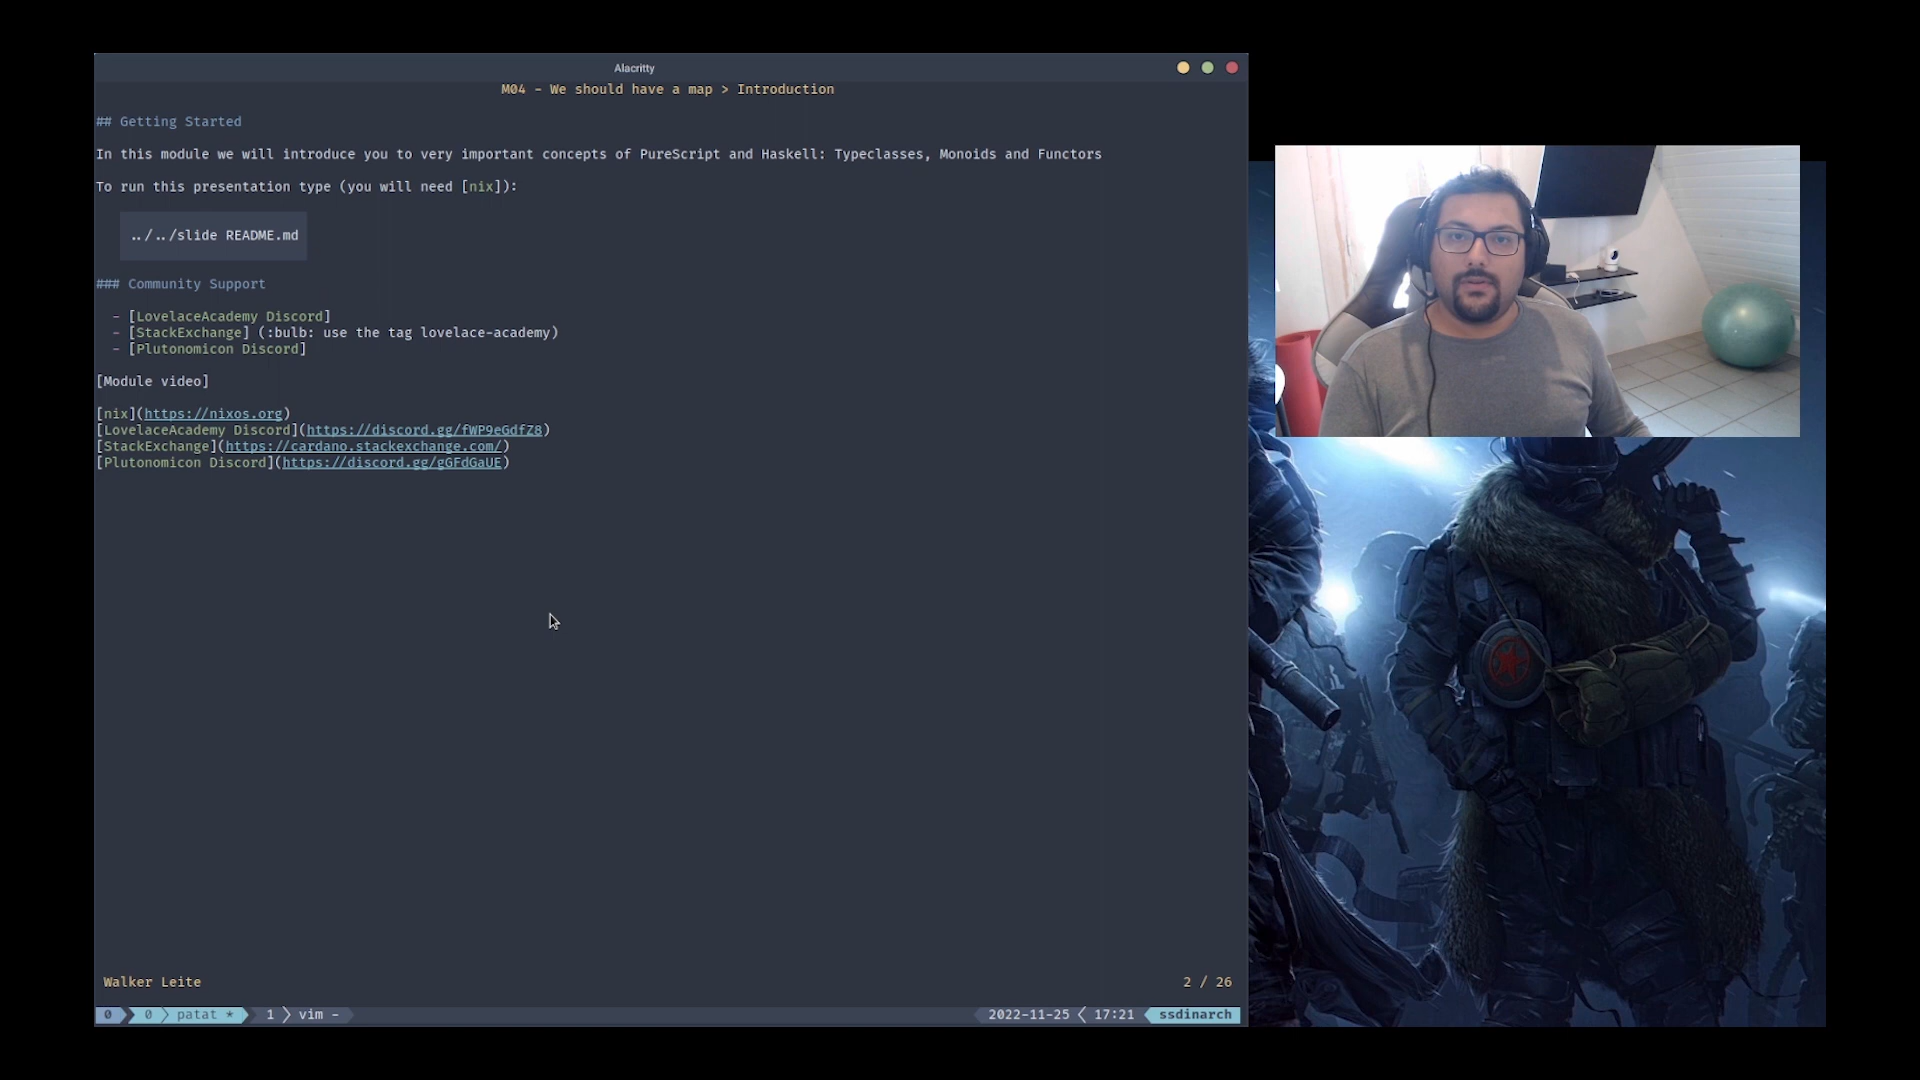 Alacritty
M04 - We should have a map > Introduction
## Getting Started
In this module we will introduce you to very important concepts of PureScript and Haskell: Typeclasses, Monoids and Functors
To run this presentation type (you will need [nix]):
../../slide README.md
### Community Support
- [LovelaceAcademy Discord]
- [StackExchange] (:bulb: use the tag lovelace-academy)
- [Plutonomicon Discord]
[Module video]
[nix](https://nixos.org)
[LovelaceAcademy Discord](https://discord.gg/fWP9eGdfZ8)
[StackExchange](https://cardano.stackexchange.com/)
[Plutonomicon Discord](https://discord.gg/gGFdGaUE)
Walker Leite 2 / 26
0 0 patat * 1 vim - 2022-11-25 17:21 ssdinarch